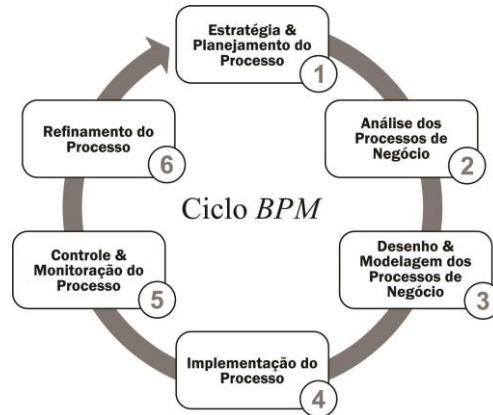 Estratégia &
Planejamento do
Processo
1
Análise dos
Processos de
Negócio
2
Desenho &
Modelagem dos
Processos de
Negócio
3
Implementação do
Processo
4
Controle &
Monitoração do
Processo
5
Refinamento do
Processo
6
Ciclo BPM